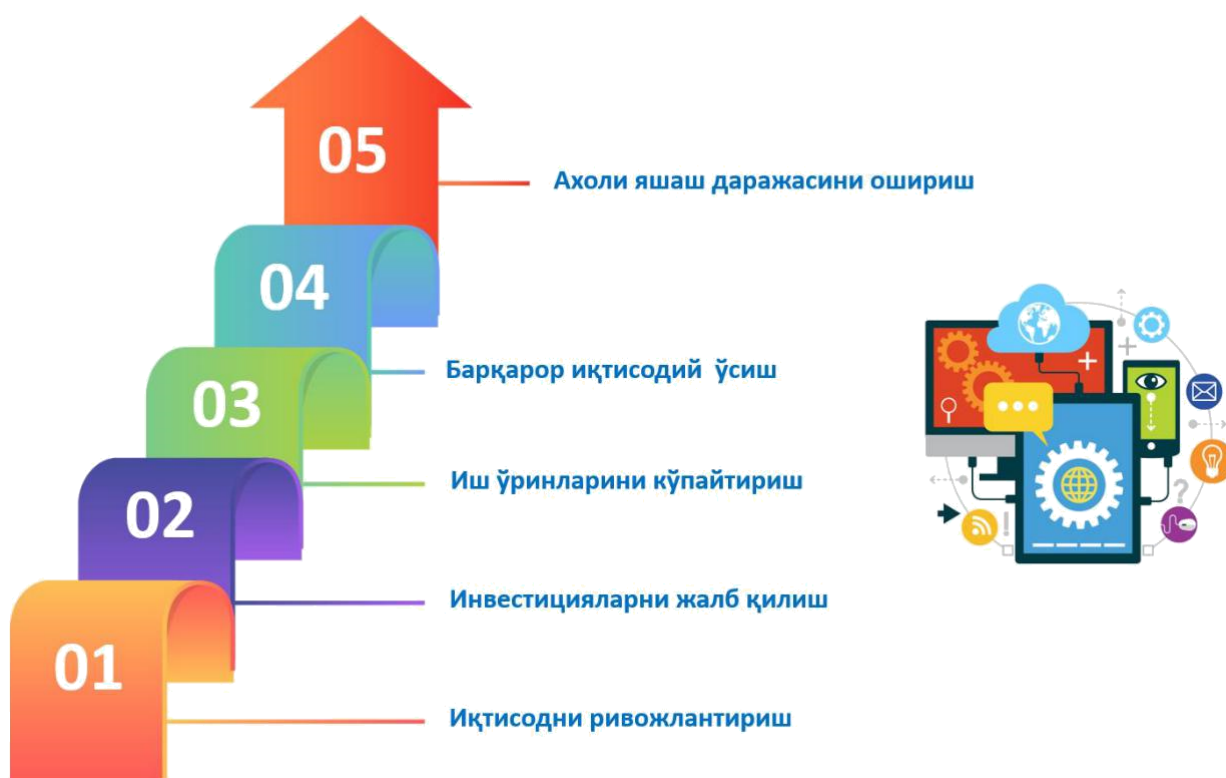 05
Ахоли яшаш даражасини ошириш
04
Барқарор иқтисодий ўсиш
03
Иш ўринларини кўпайтириш
02
Инвестицияларни жалб қилиш
01
Иқтисодни ривожлантириш